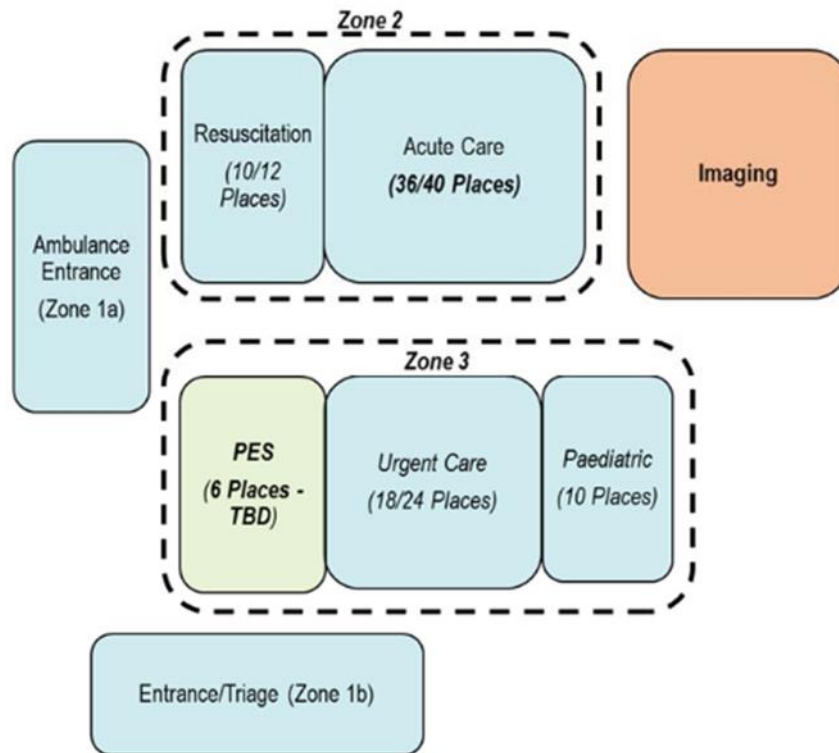 Zone 2
Resuscitation
(10/12
Places)
Acute Care
(36/40 Places)
Imaging
Ambulance
Entrance
(Zone 1a)
Zone 3
PES
(6 Places -
TBD)
Urgent Care
(18/24 Places)
Paediatric
(10 Places)
Entrance/Triage (Zone 1b)